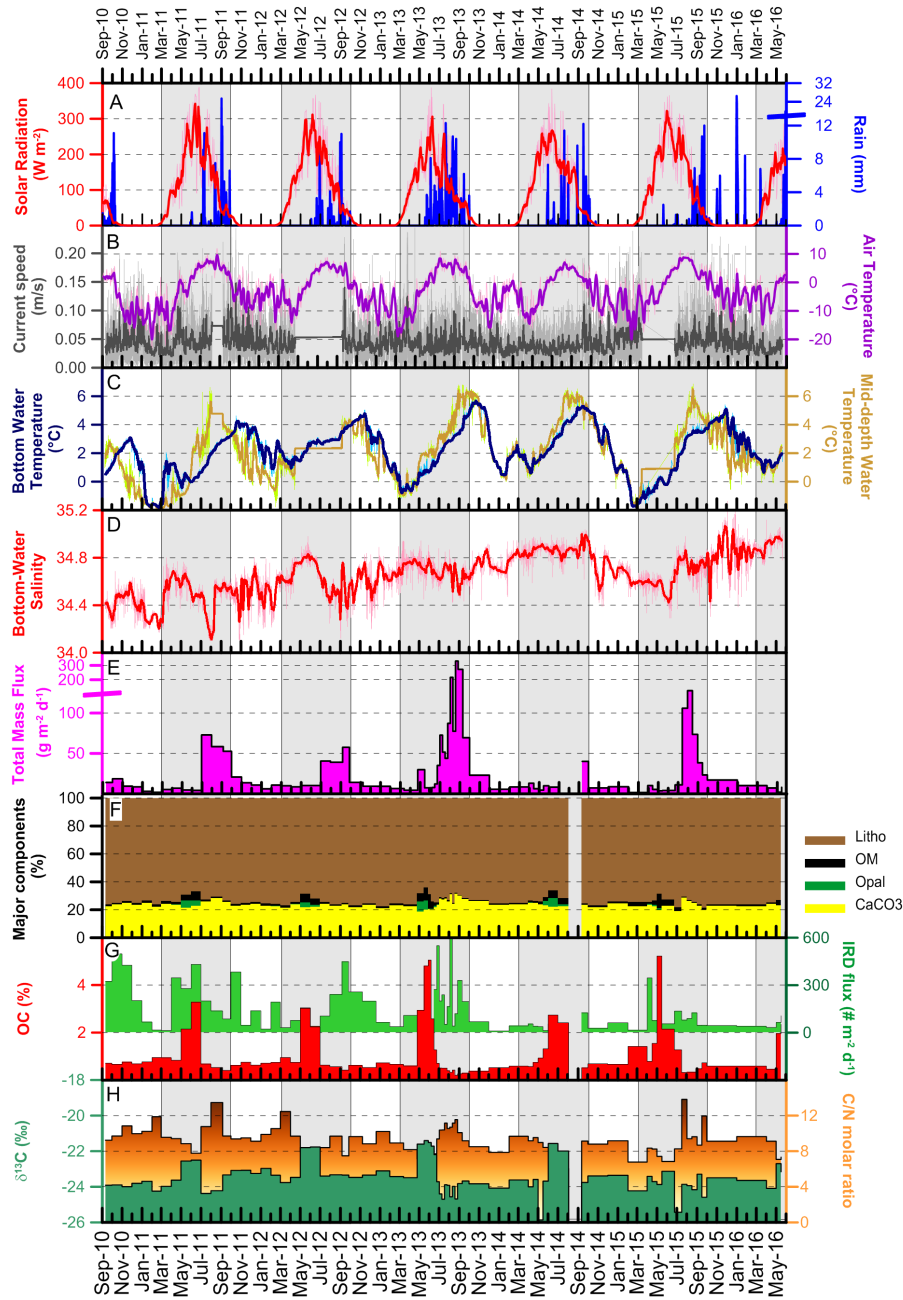 Sep-10
Nov-10
Jan-11
Mar-11
May-11
Jul-11
Sep-11
Nov-11
Jan-12
Mar-12
May-12
Jul-12
Sep-12
Nov-12
Jan-13
Mar-13
May-13
Jul-13
Sep-13
Nov-13
Jan-14
Mar-14
May-14
Jul-14
Sep-14
Nov-14
Jan-15
Mar-15
May-15
Jul-15
Sep-15
Nov-15
Jan-16
Mar-16
May-16
A
Solar Radiation
(W m⁻²)
400
300
200
100
0
32
24
12
8
4
0
Rain (mm)
B
Current speed
(m/s)
0.20
0.15
0.10
0.05
0.00
10
0
-10
-20
Air Temperature
(°C)
C
Bottom Water
Temperature
(°C)
6
4
2
0
6
4
2
0
Mid-depth Water
Temperature
(°C)
D
Bottom-Water
Salinity
35.2
34.8
34.4
34.0
E
Total Mass Flux
(g m⁻² d⁻¹)
300
200
100
50
F
Major components
(%)
100
80
60
40
20
0
Litho
OM
Opal
CaCO3
G
OC (%)
4
2
-18
600
300
0
IRD flux (# m⁻² d⁻¹)
H
δ¹³C (‰)
-20
-22
-24
-26
12
8
4
0
C/N molar ratio
Sep-10
Nov-10
Jan-11
Mar-11
May-11
Jul-11
Sep-11
Nov-11
Jan-12
Mar-12
May-12
Jul-12
Sep-12
Nov-12
Jan-13
Mar-13
May-13
Jul-13
Sep-13
Nov-13
Jan-14
Mar-14
May-14
Jul-14
Sep-14
Nov-14
Jan-15
Mar-15
May-15
Jul-15
Sep-15
Nov-15
Jan-16
Mar-16
May-16